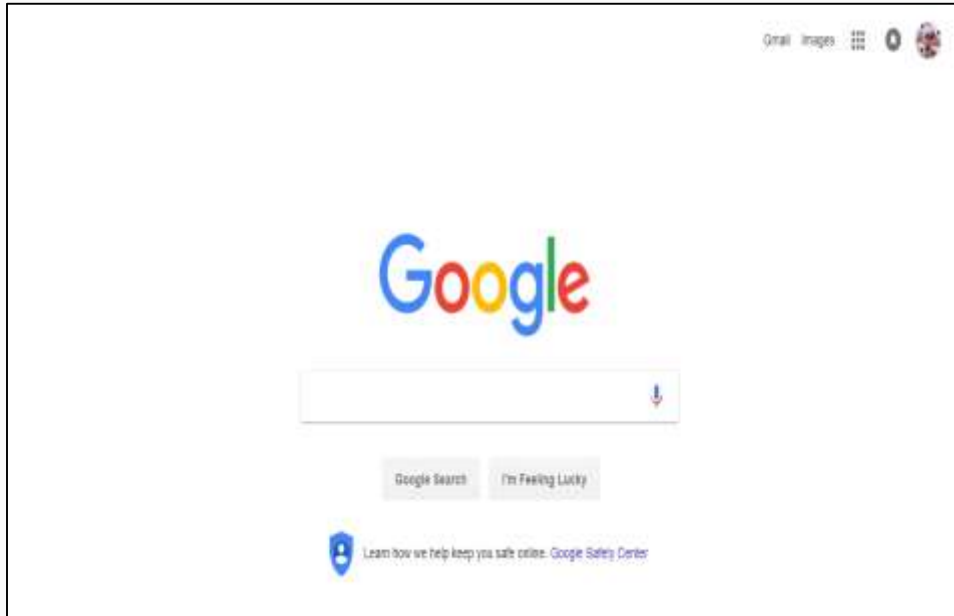 Gmail Images
Google
Google Search I'm Feeling Lucky
Learn how we help keep you safe online. Google Safety Center